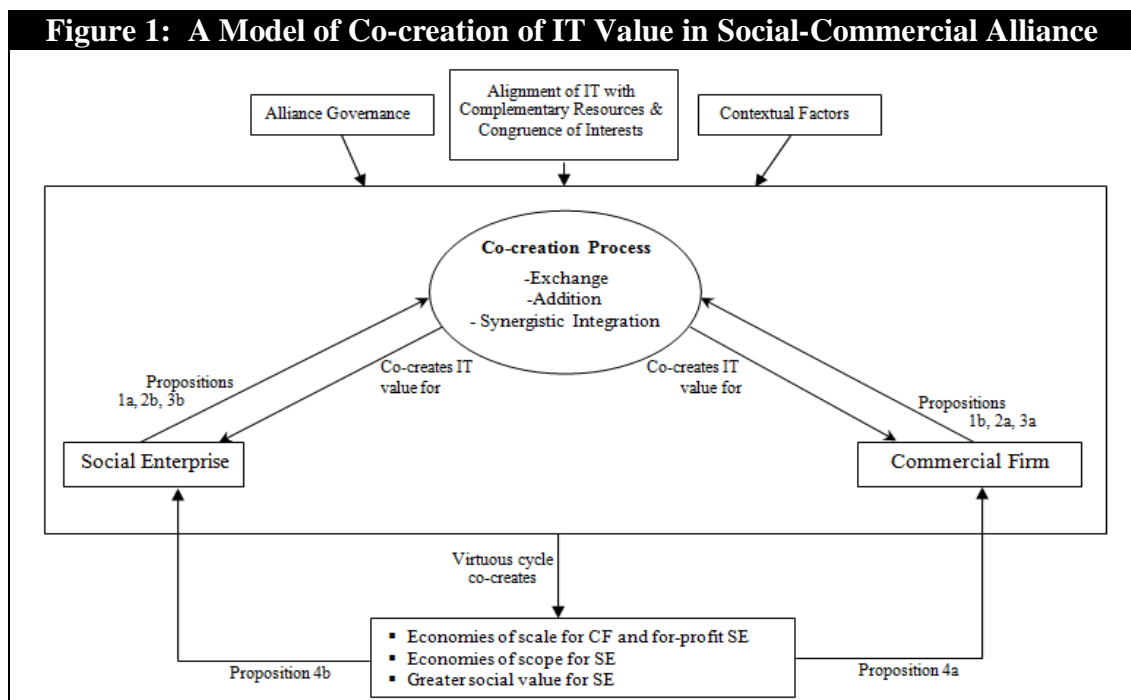 Figure 1: A Model of Co-creation of IT Value in Social-Commercial Alliance
Alliance Governance
Alignment of IT with
Complementary Resources &
Congruence of Interests
Contextual Factors
Co-creation Process
-Exchange
-Addition
- Synergistic Integration
Propositions
1a, 2b, 3b
Co-creates IT
value for
Co-creates IT
value for
Propositions
1b, 2a, 3a
Social Enterprise
Commercial Firm
Virtuous cycle
co-creates
▪ Economies of scale for CF and for-profit SE
▪ Economies of scope for SE
▪ Greater social value for SE
Proposition 4b
Proposition 4a